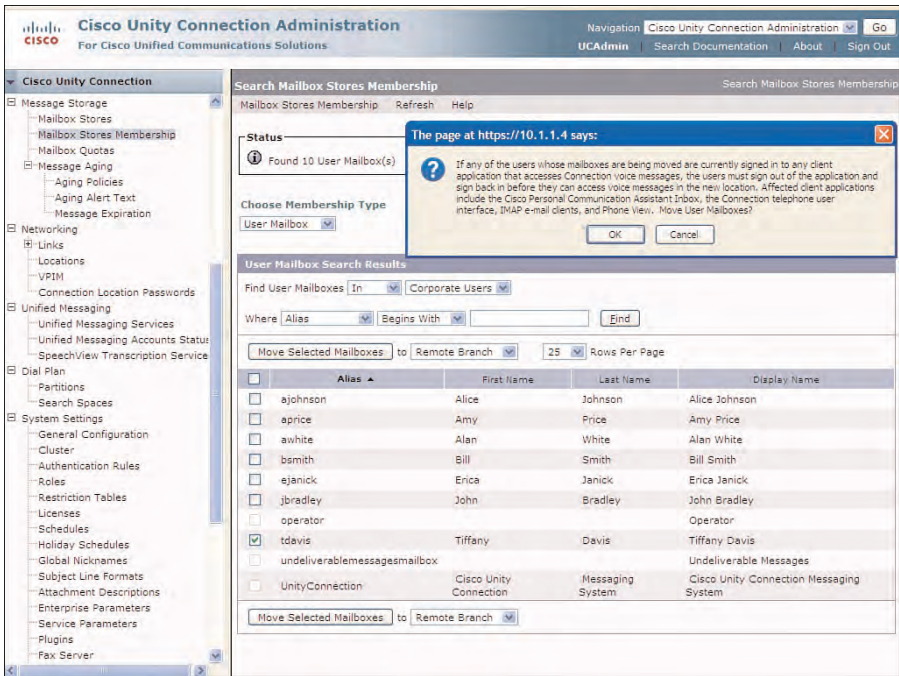 cisco
Cisco Unity Connection Administration
For Cisco Unified Communications Solutions
Navigation Cisco Unity Connection Administration Go
UCAdmin | Search Documentation | About | Sign Out
Cisco Unity Connection
Message Storage
Mailbox Stores
Mailbox Stores Membership
Mailbox Quotas
Message Aging
Aging Policies
Aging Alert Text
Message Expiration
Networking
Links
Locations
VPIM
Connection Location Passwords
Unified Messaging
Unified Messaging Services
Unified Messaging Accounts Status
SpeechView Transcription Service
Dial Plan
Partitions
Search Spaces
System Settings
General Configuration
Cluster
Authentication Rules
Roles
Restriction Tables
Licenses
Schedules
Holiday Schedules
Global Nicknames
Subject Line Formats
Attachment Descriptions
Enterprise Parameters
Service Parameters
Plugins
Fax Server
Search Mailbox Stores Membership
Search Mailbox Stores Membership
Mailbox Stores Membership Refresh Help
Status
Found 10 User Mailbox(s)
The page at https://10.1.1.4 says:
If any of the users whose mailboxes are being moved are currently signed in to any client
application that accesses Connection voice messages, the users must sign out of the application and
sign back in before they can access voice messages in the new location. Affected client applications
include the Cisco Personal Communication Assistant Inbox, the Connection telephone user
interface, IMAP e-mail clients, and Phone View. Move User Mailboxes?
OK Cancel
Choose Membership Type
User Mailbox
User Mailbox Search Results
Find User Mailboxes In Corporate Users
Where Alias Begins With Find
Move Selected Mailboxes to Remote Branch 25 Rows Per Page
Alias First Name Last Name Display Name
ajohnson Alice Johnson Alice Johnson
aprice Amy Price Amy Price
awhite Alan White Alan White
bsmith Bill Smith Bill Smith
ejanick Erica Janick Erica Janick
jbradley John Bradley John Bradley
operator Operator
tdavis Tiffany Davis Tiffany Davis
undeliverablemessagesmailbox Undeliverable Messages
UnityConnection Cisco Unity Connection Messaging System Cisco Unity Connection Messaging System
Move Selected Mailboxes to Remote Branch